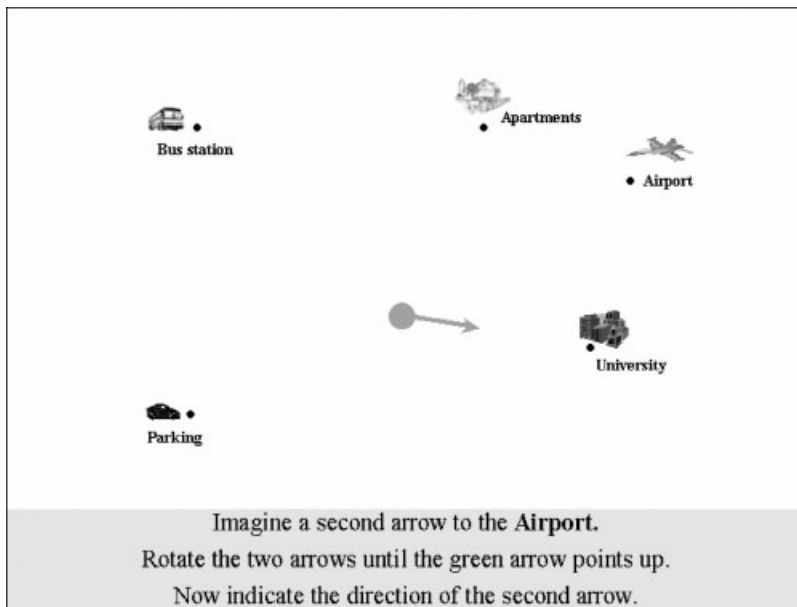 Apartments
Bus station
Airport
University
Parking
Imagine a second arrow to the Airport.
Rotate the two arrows until the green arrow points up.
Now indicate the direction of the second arrow.